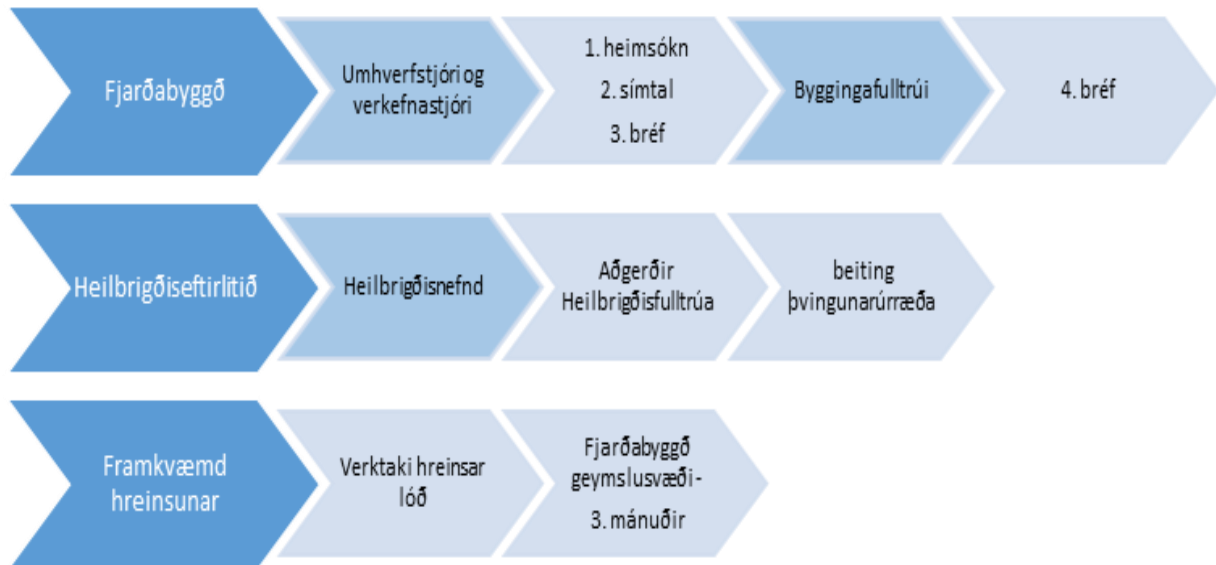 Fjarðabyggð
Umhverfstjóri og
verkefnastjóri
1. heimsókn
2. símtal
3. bréf
Byggingafulltrúi
4. bréf
Heilbrigðiseftirlitið
Heilbrigðisnefnd
Aðgerðir
Heilbrigðisfulltrúa
beiting
þvingunarúrræða
Framkvæmd
hreinsunar
Verktaki hreinsar
lóð
Fjarðabyggð
geymslusvæði -
3. mánuðir